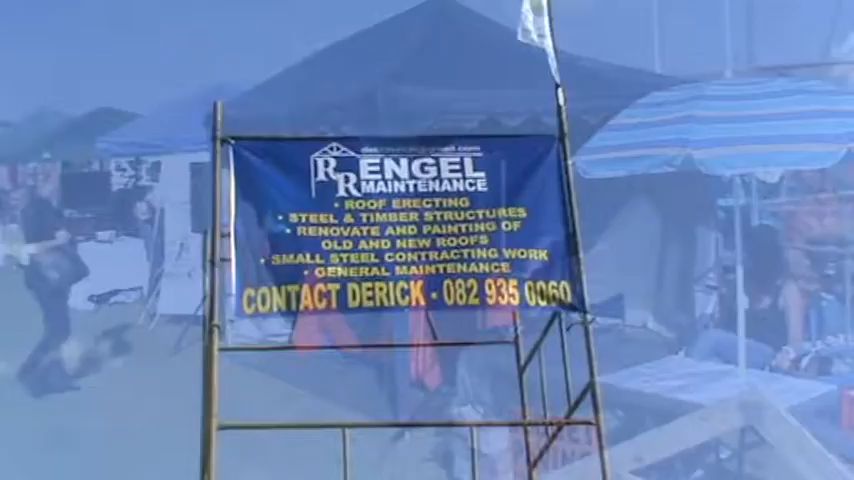 RR ENGEL
MAINTENANCE
• ROOF ERECTING
• STEEL & TIMBER STRUCTURES
• RENOVATE AND PAINTING OF
OLD AND NEW ROOFS
• SMALL STEEL CONTRACTING WORK
• GENERAL MAINTENANCE
CONTACT DERICK • 082 935 0060